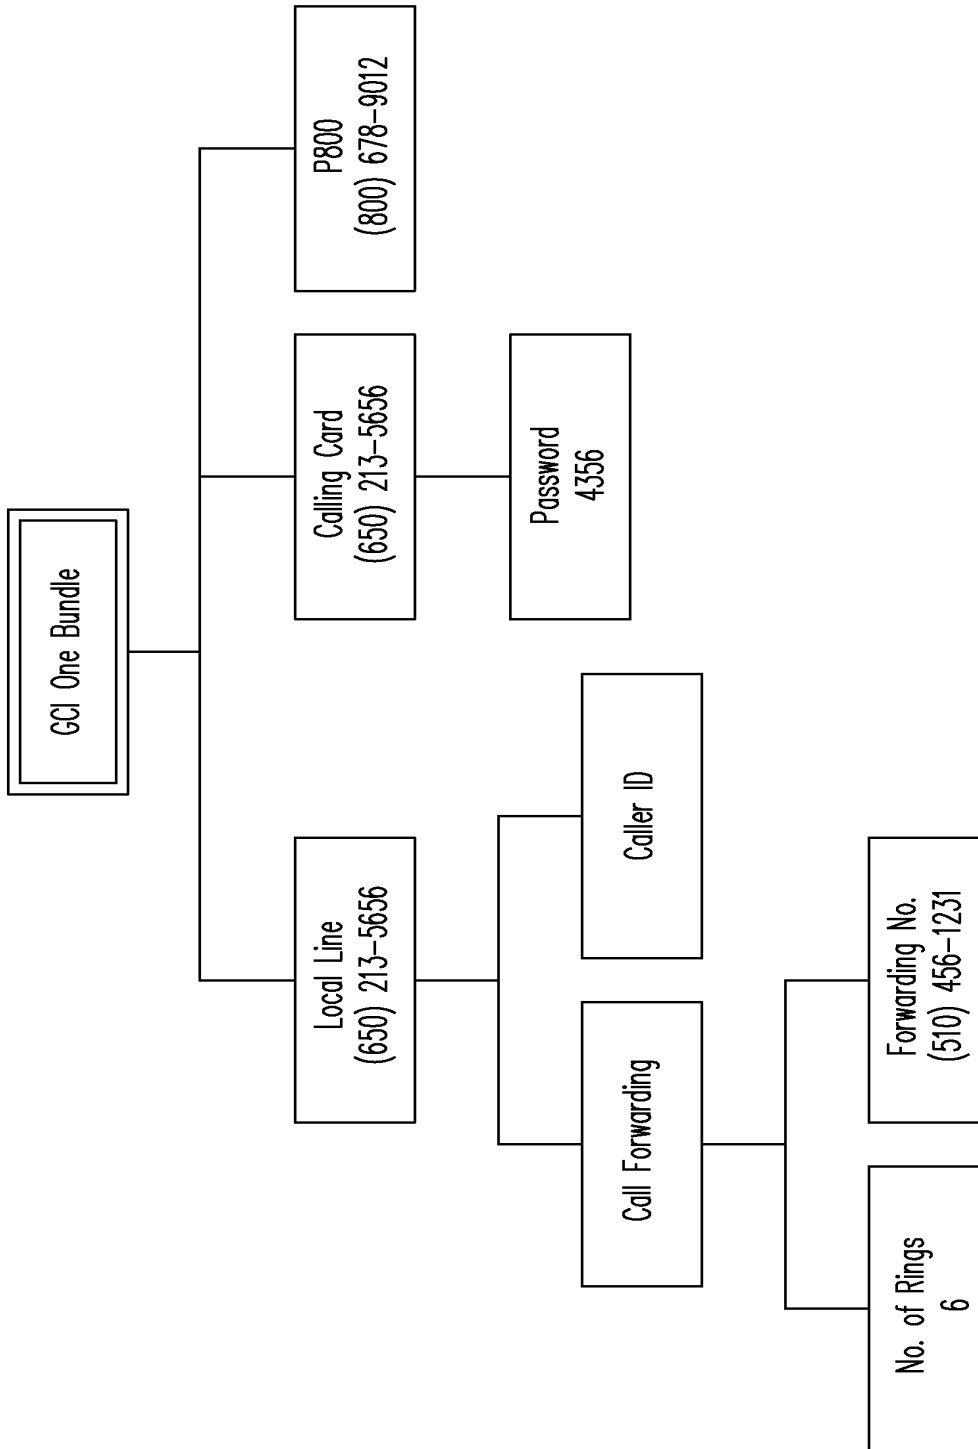 GCI One Bundle
Local Line
(650) 213-5656
Calling Card
(650) 213-5656
P800
(800) 678-9012
Call Forwarding
Caller ID
Password
4356
No. of Rings
6
Forwarding No.
(510) 456-1231